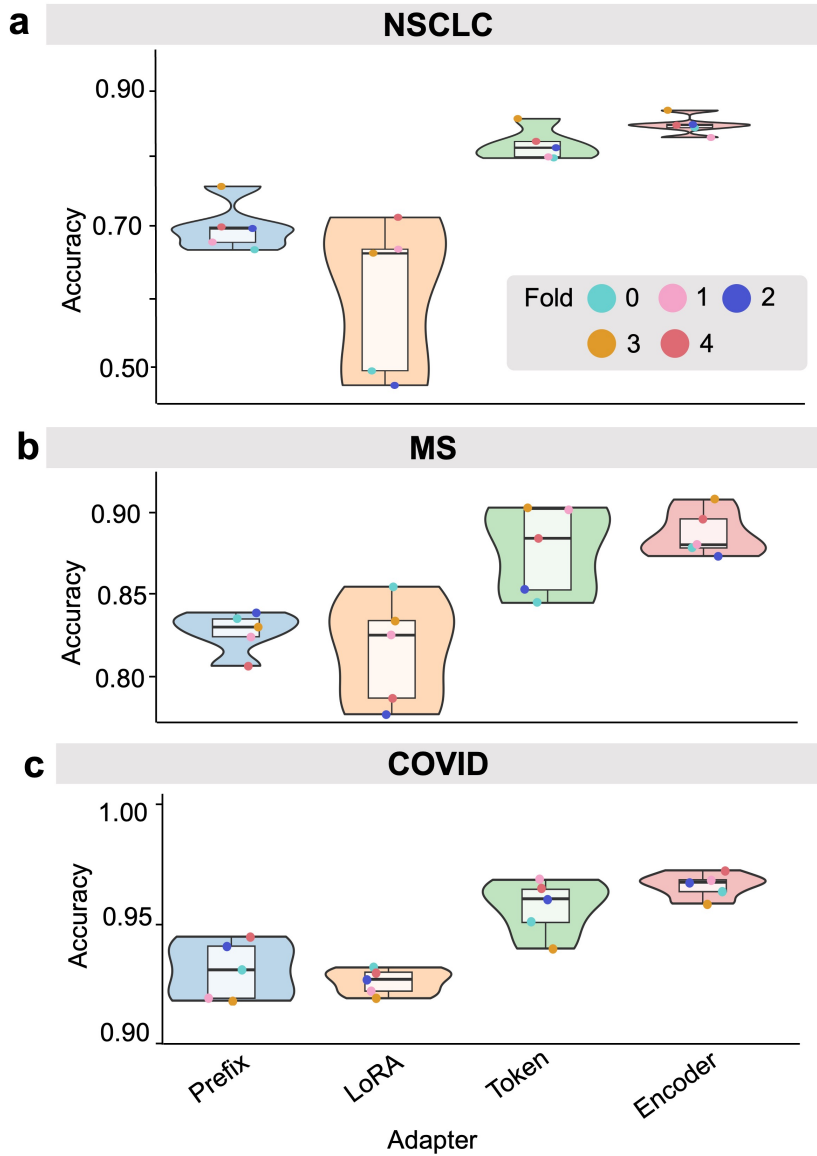 a
NSCLC
0.90
0.70
0.50
Accuracy
Fold 0 1 2
3 4
b
MS
0.90
0.85
0.80
Accuracy
c
COVID
1.00
0.95
0.90
Accuracy
Prefix LoRA Token Encoder
Adapter